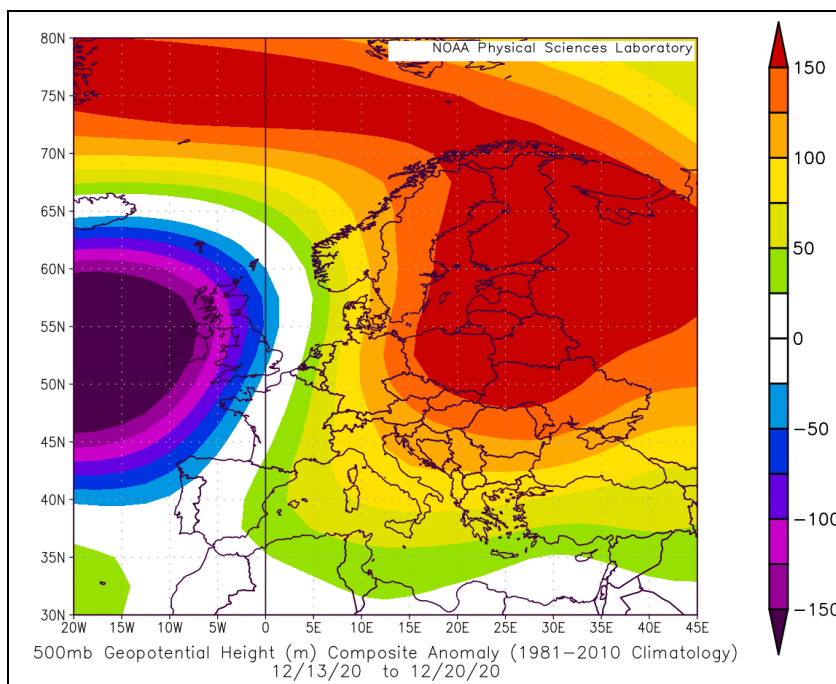 NOAA Physical Sciences Laboratory
80N
75N
70N
65N
60N
55N
50N
45N
40N
35N
30N
20W 15W 10W 5W 0 5E 10E 15E 20E 25E 30E 35E 40E 45E
150
100
50
0
-50
-100
-150
500mb Geopotential Height (m) Composite Anomaly (1981-2010 Climatology)
12/13/20 to 12/20/20